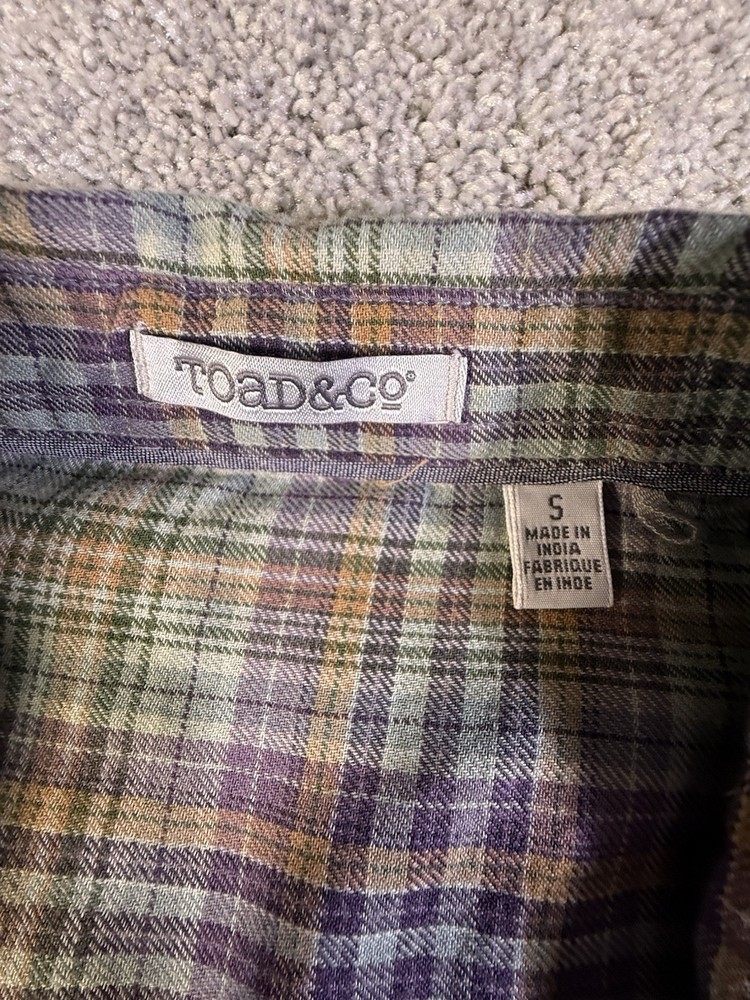 TOAD&CO®
S
MADE IN
INDIA
FABRIQUE
EN INDE